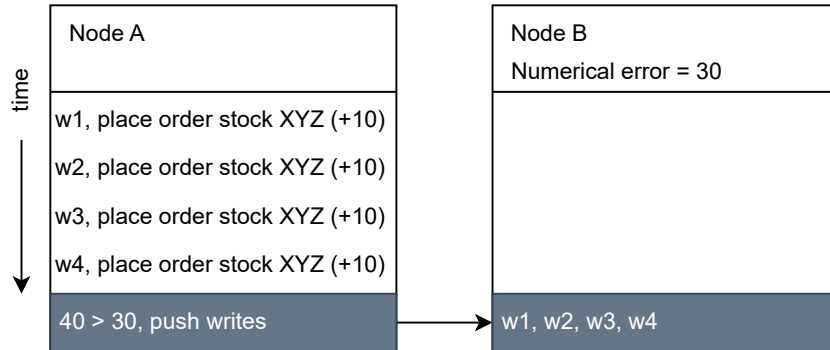 time
Node A
w1, place order stock XYZ (+10)
w2, place order stock XYZ (+10)
w3, place order stock XYZ (+10)
w4, place order stock XYZ (+10)
40 > 30, push writes
Node B
Numerical error = 30
w1, w2, w3, w4